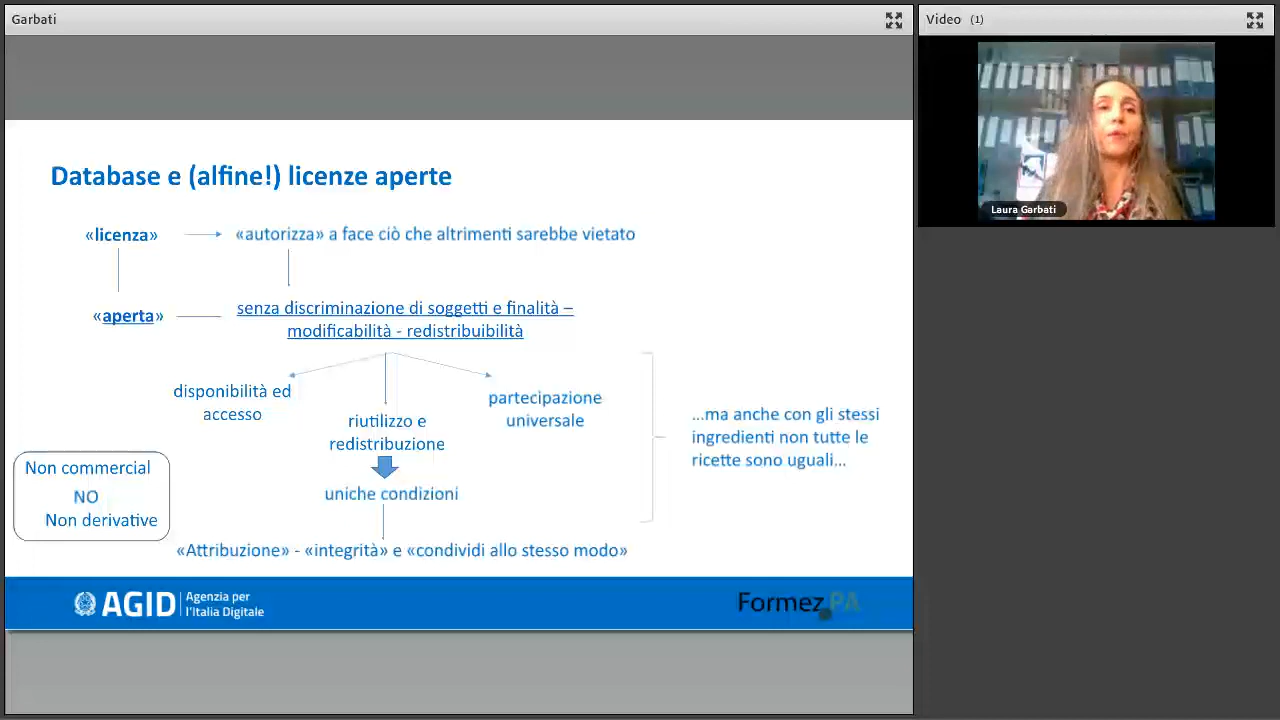 Garbati
Video (1)
Laura Garbati
Database e (alfine!) licenze aperte
«licenza»
«autorizza» a face ciò che altrimenti sarebbe vietato
«aperta»
senza discriminazione di soggetti e finalità –
modificabilità - redistribuibilità
disponibilità ed
accesso
riutilizzo e
redistribuzione
partecipazione
universale
...ma anche con gli stessi
ingredienti non tutte le
ricette sono uguali...
Non commercial
NO
Non derivative
uniche condizioni
«Attribuzione» - «integrità» e «condividi allo stesso modo»
AGID
Agenzia per
l'Italia Digitale
Formez PA